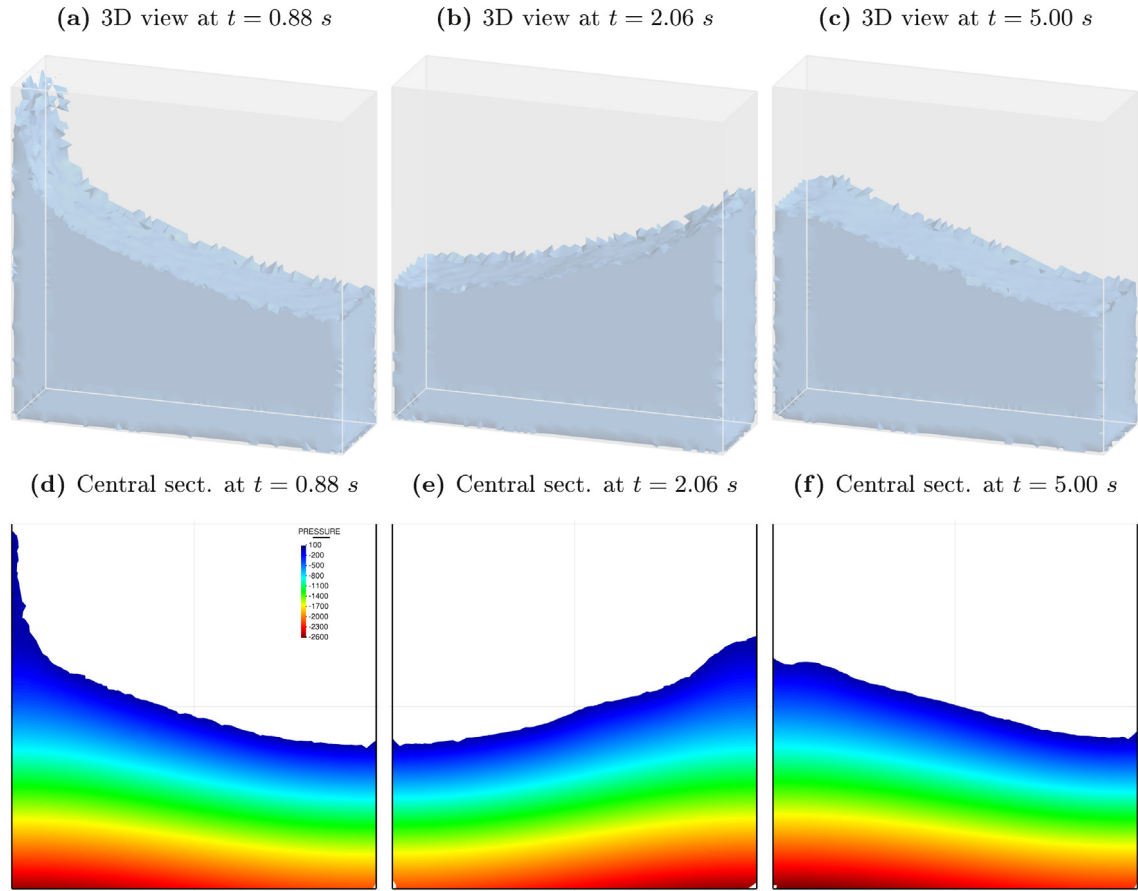 (a) 3D view at t = 0.88 s
(b) 3D view at t = 2.06 s
(c) 3D view at t = 5.00 s
(d) Central sect. at t = 0.88 s
(e) Central sect. at t = 2.06 s
(f) Central sect. at t = 5.00 s
PRESSURE
100
-200
-500
-800
-1100
-1400
-1700
-2000
-2300
-2600